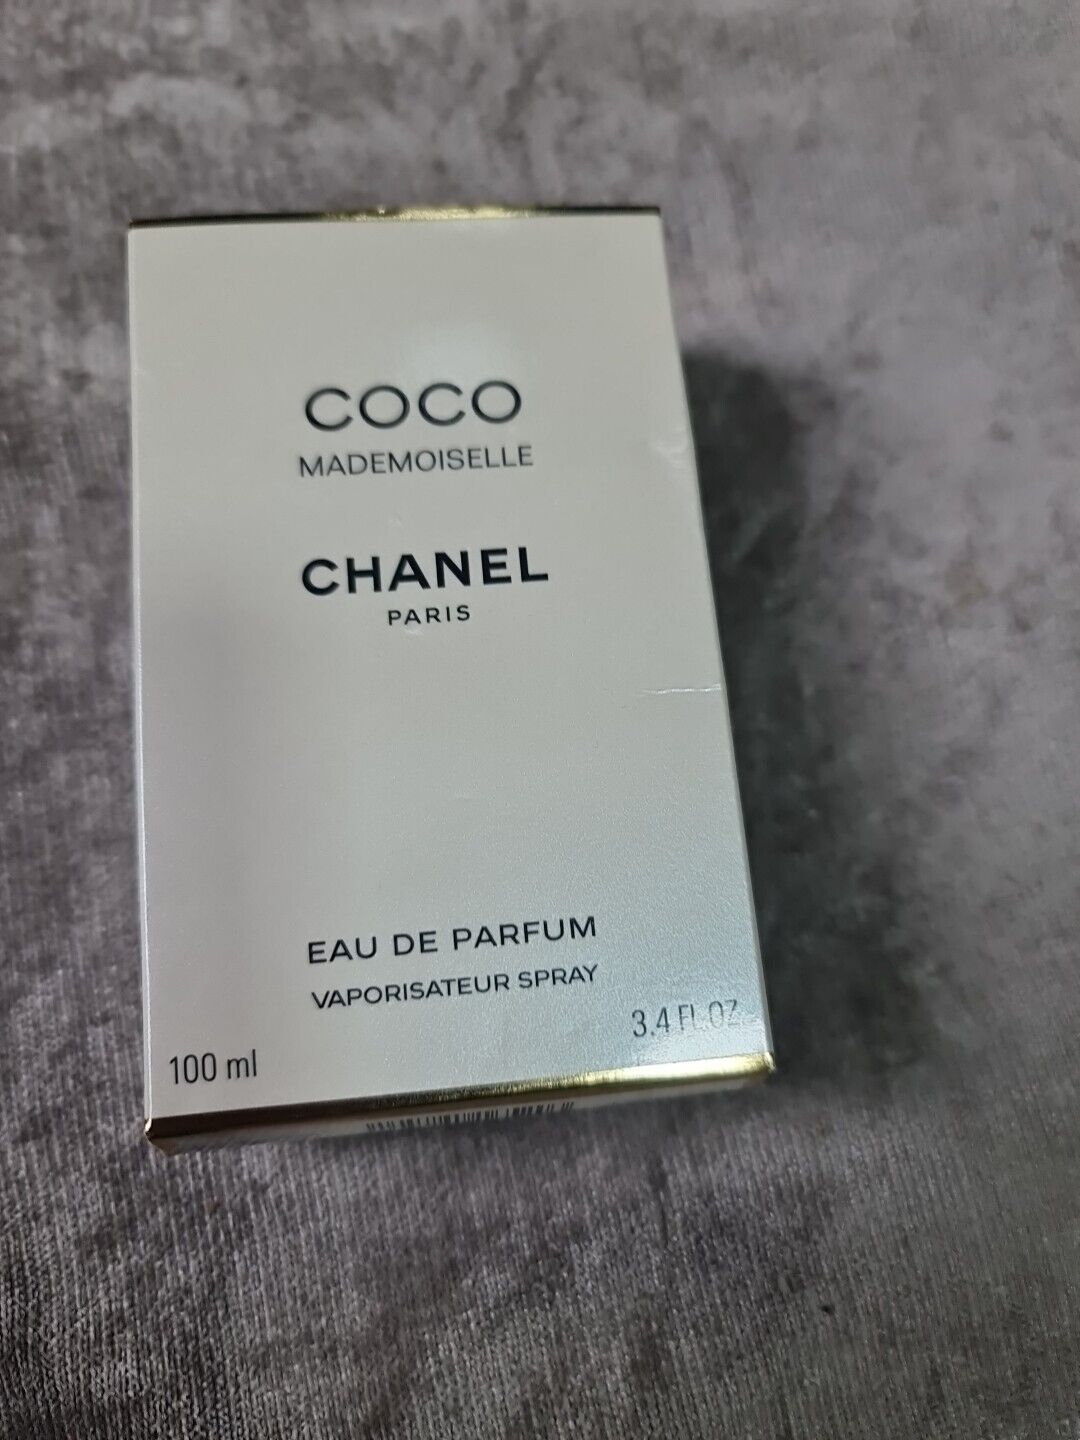 COCO
MADEMOISELLE
CHANEL
PARIS
EAU DE PARFUM
VAPORISATEUR SPRAY
100 ml
3.4 FL.OZ.